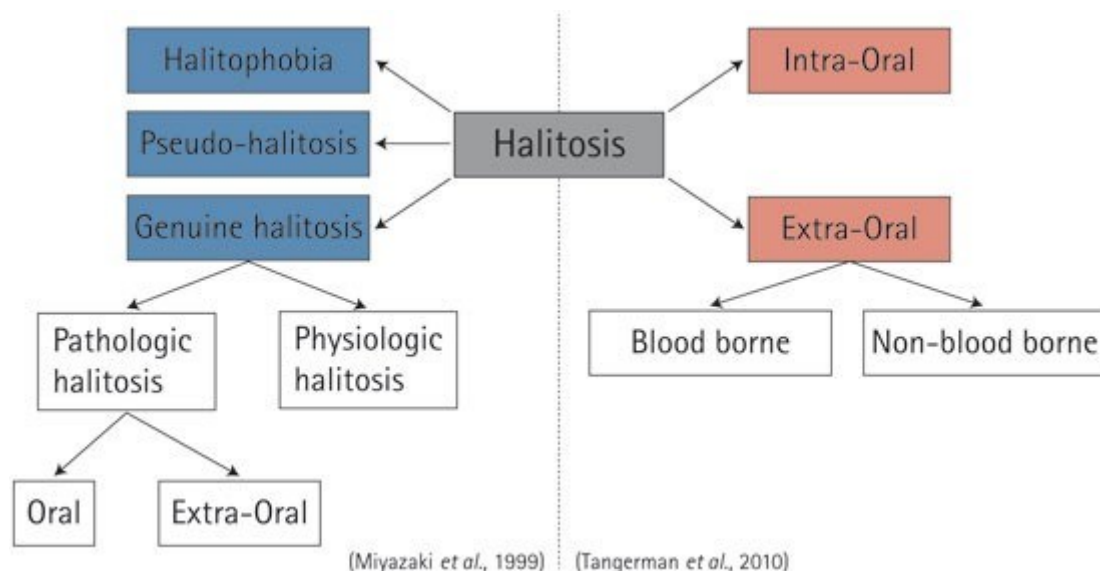 Halitophobia
Pseudo-halitosis
Genuine halitosis
Halitosis
Intra-Oral
Extra-Oral
Pathologic
halitosis
Physiologic
halitosis
Blood borne
Non-blood borne
Oral
Extra-Oral
(Miyazaki et al., 1999)
(Tangerman et al., 2010)